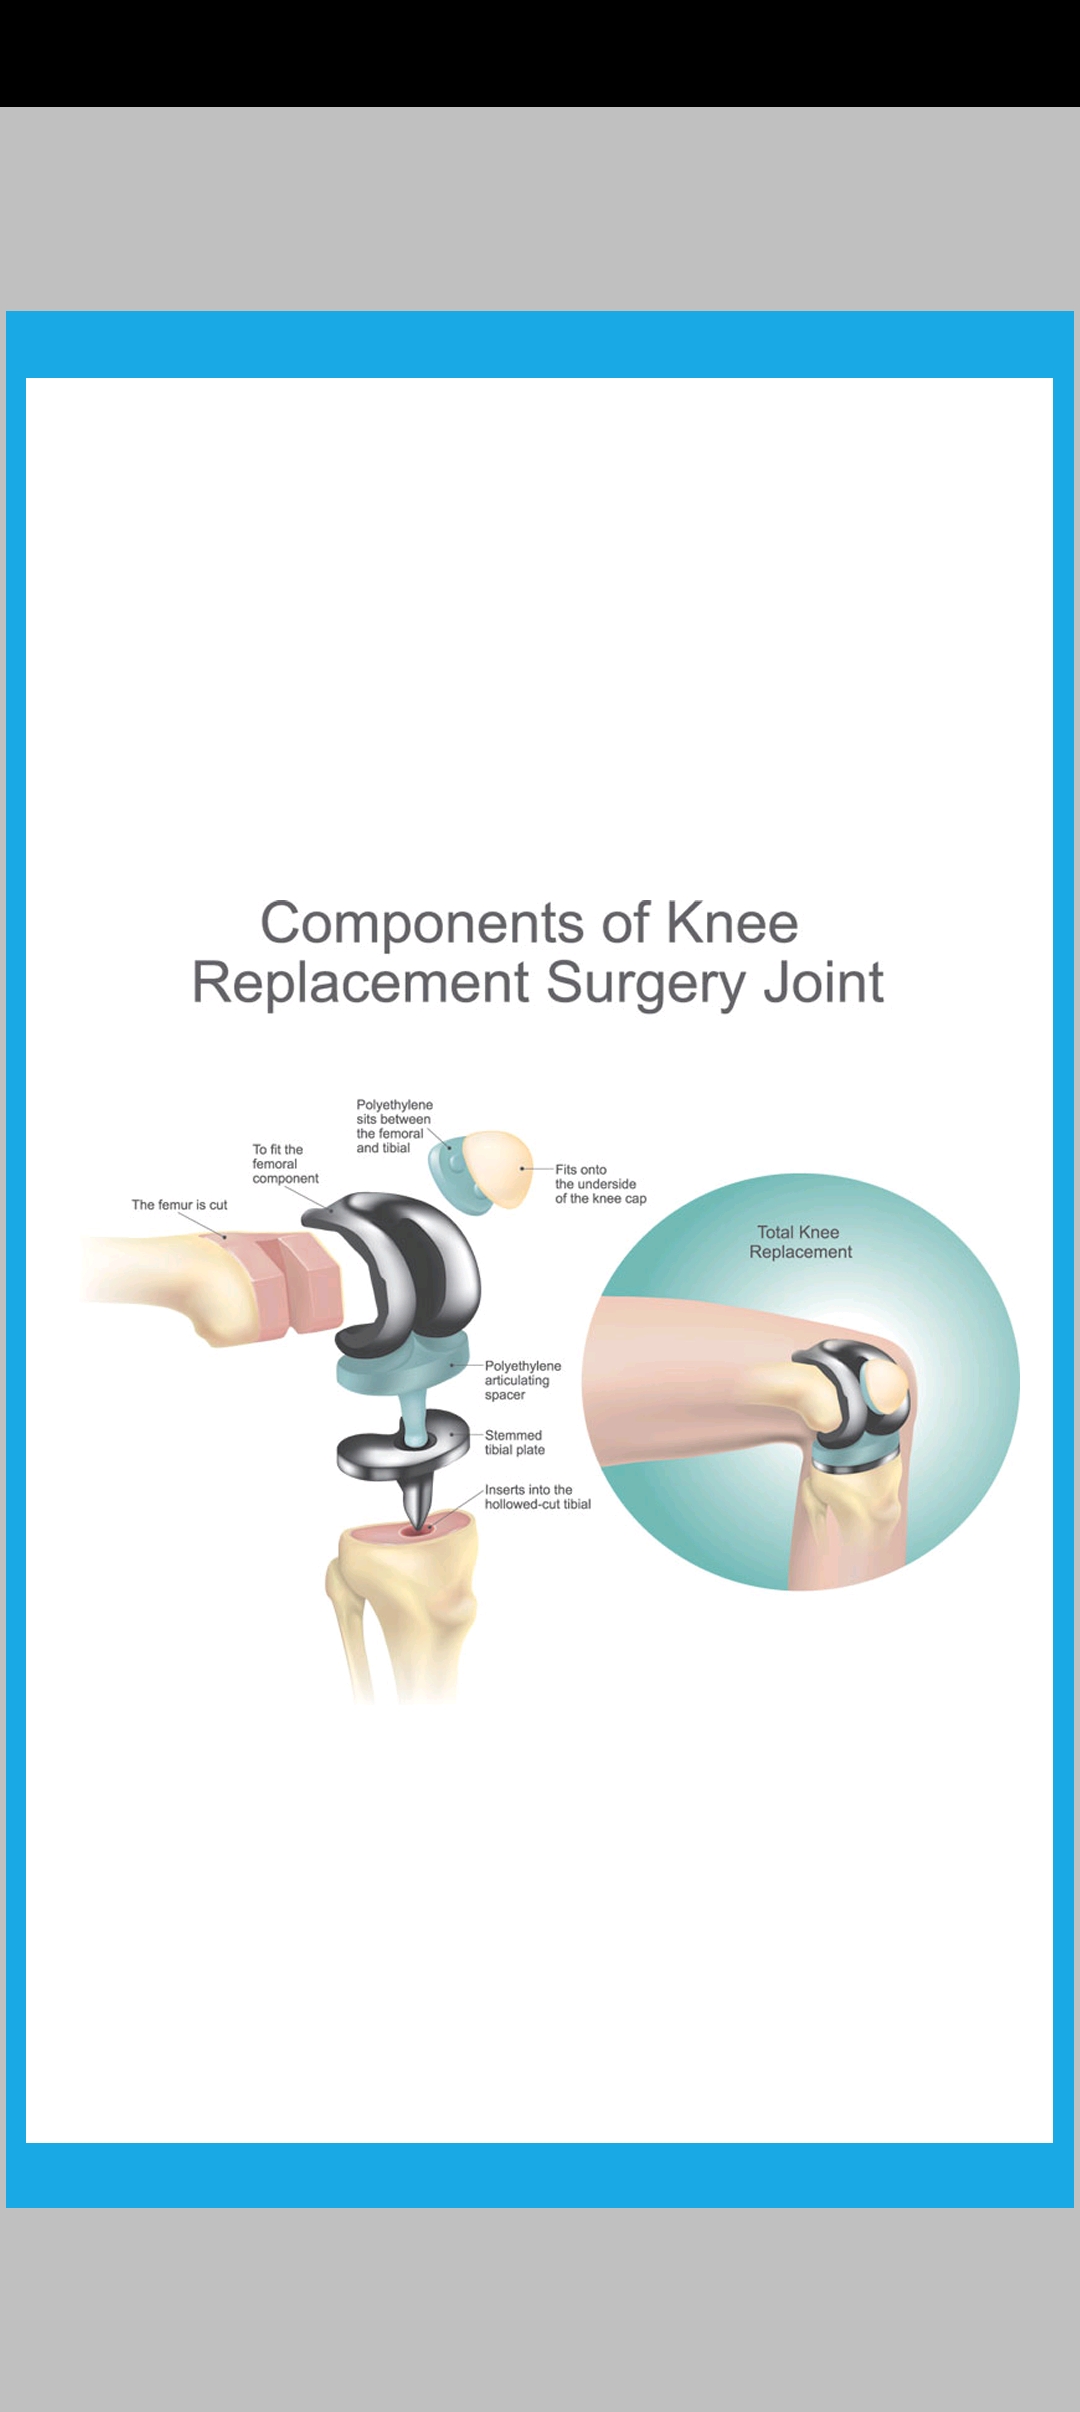 Components of Knee
Replacement Surgery Joint
Polyethylene
sits between
the femoral
and tibial
To fit the
femoral
component
The femur is cut
Fits onto
the underside
of the knee cap
Total Knee
Replacement
Polyethylene
articulating
spacer
Stemmed
tibial plate
Inserts into the
hollowed-cut tibial